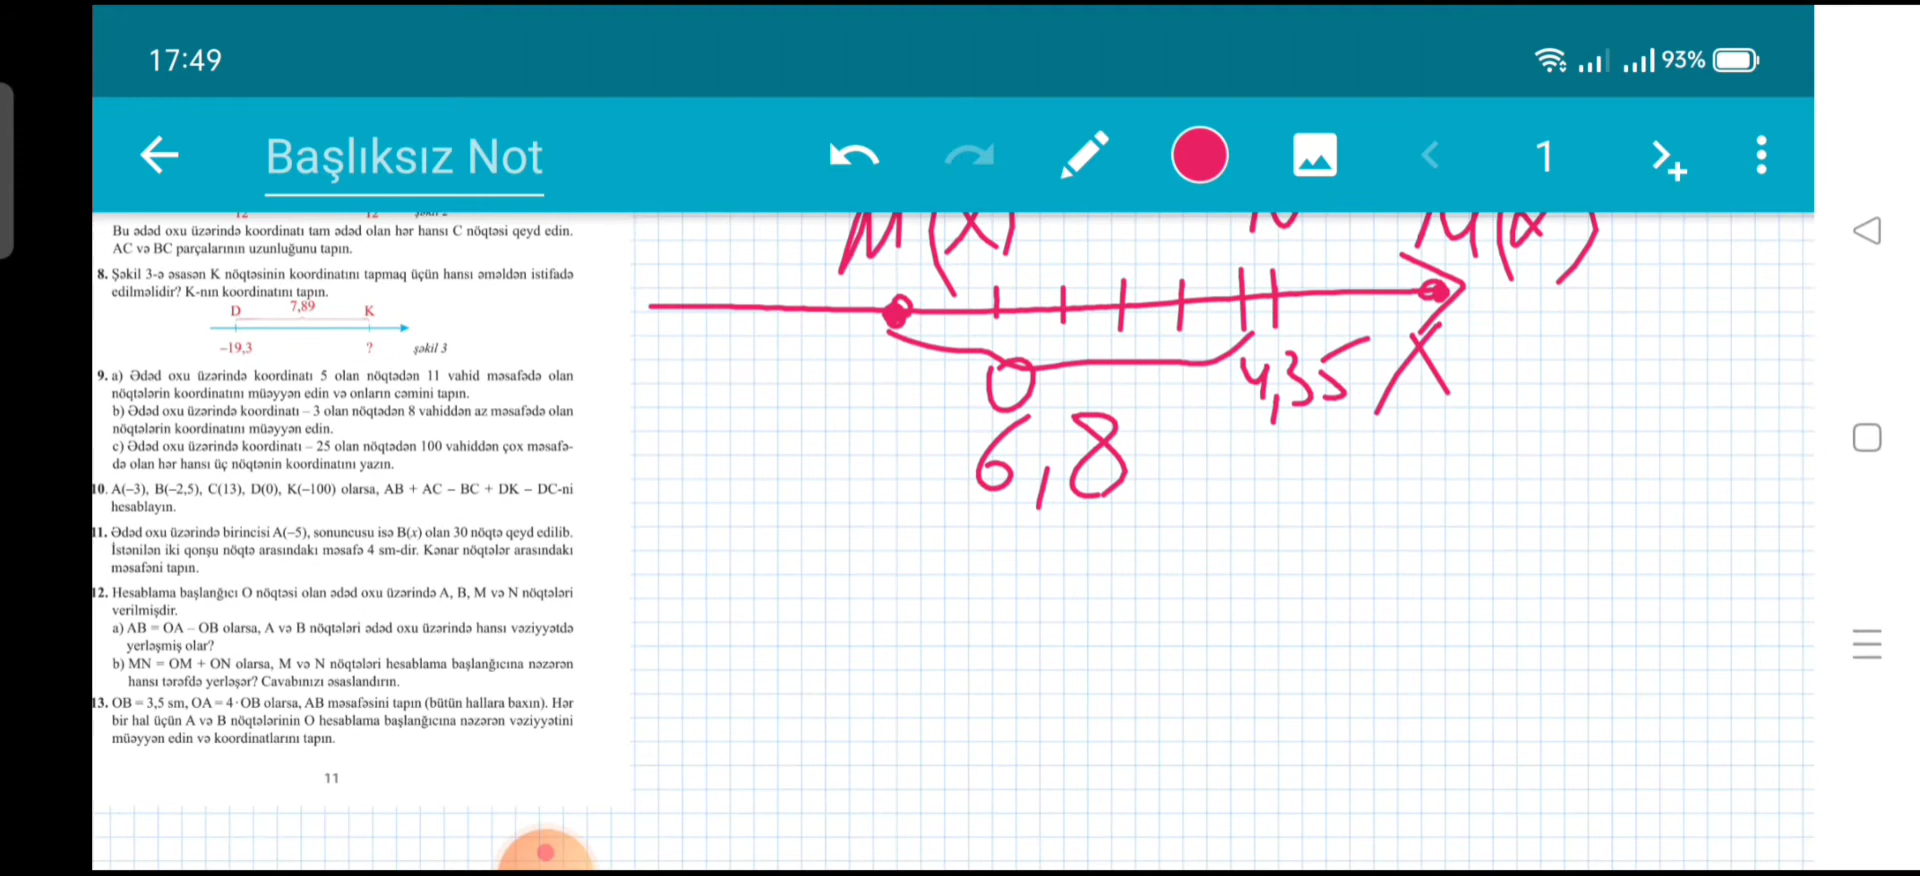 17:49
93%
Başlıksız Not
1
12 12
Bu ədəd oxu üzərində koordinatı tam ədəd olan hər hansı C nöqtəsi qeyd edin.
AC və BC parçalarının uzunluğunu tapın.
8. Şəkil 3-ə əsasən K nöqtəsinin koordinatını tapmaq üçün hansı əməldən istifadə
edilməlidir? K-nın koordinatını tapın.
D 7,89 K
–19,3 ? şəkil 3
9. a) Ədəd oxu üzərində koordinatı 5 olan nöqtədən 11 vahid məsafədə olan
nöqtələrin koordinatını müəyyən edin və onların cəmini tapın.
b) Ədəd oxu üzərində koordinatı – 3 olan nöqtədən 8 vahiddən az məsafədə olan
nöqtələrin koordinatını müəyyən edin.
c) Ədəd oxu üzərində koordinatı – 25 olan nöqtədən 100 vahiddən çox məsafə-
də olan hər hansı üç nöqtənin koordinatını yazın.
10. A(–3), B(–2,5), C(13), D(0), K(–100) olarsa, AB + AC – BC + DK – DC-ni
hesablayın.
11. Ədəd oxu üzərində birincisi A(–5), sonuncusu isə B(x) olan 30 nöqtə qeyd edilib.
İstənilən iki qonşu nöqtə arasındakı məsafə 4 sm-dir. Kənar nöqtələr arasındakı
məsafəni tapın.
12. Hesablama başlanğıcı O nöqtəsi olan ədəd oxu üzərində A, B, M və N nöqtələri
verilmişdir.
a) AB = OA – OB olarsa, A və B nöqtələri ədəd oxu üzərində hansı vəziyyətdə
yerləşmiş olar?
b) MN = OM + ON olarsa, M və N nöqtələri hesablama başlanğıcına nəzərən
hansı tərəfdə yerləşər? Cavabınızı əsaslandırın.
13. OB = 3,5 sm, OA = 4 · OB olarsa, AB məsafəsini tapın (bütün hallara baxın). Hər
bir hal üçün A və B nöqtələrinin O hesablama başlanğıcına nəzərən vəziyyətini
müəyyən edin və koordinatlarını tapın.
11
M(x) N M(x)
4,35 X
6,8